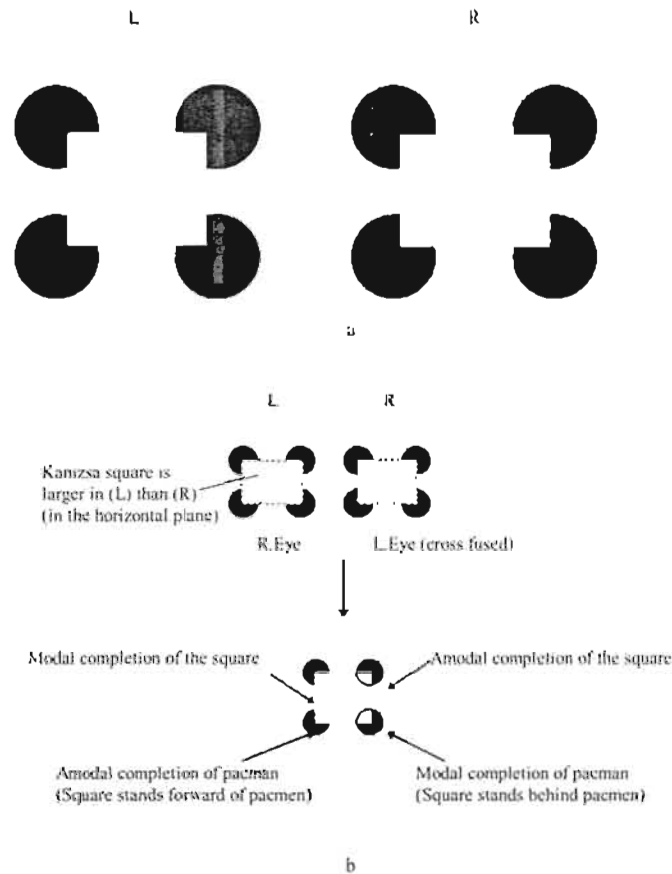 L R
a
L R
Kanizsa square is
larger in (L) than (R)
(in the horizontal plane)
R.Eye L.Eye (cross fused)
Modal completion of the square Amodal completion of the square
Amodal completion of pacman
(Square stands forward of pacmen)
Modal completion of pacman
(Square stands behind pacmen)
b